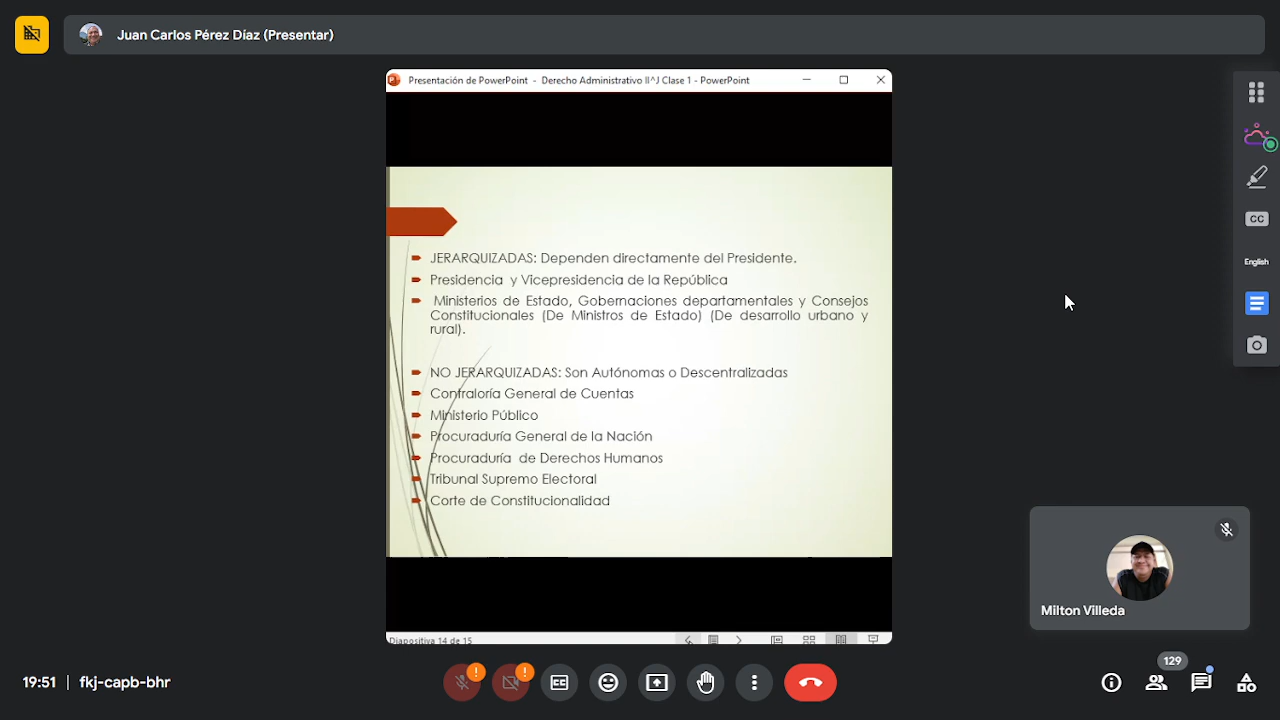 Juan Carlos Pérez Díaz (Presentar)
Presentación de PowerPoint - Derecho Administrativo II^J Clase 1 - PowerPoint
JERARQUIZADAS: Dependen directamente del Presidente.
Presidencia y Vicepresidencia de la República
Ministerios de Estado, Gobernaciones departamentales y Consejos
Constitucionales (De Ministros de Estado) (De desarrollo urbano y
rural).
NO JERARQUIZADAS: Son Autónomas o Descentralizadas
Contraloría General de Cuentas
Ministerio Público
Procuraduría General de la Nación
Procuraduría de Derechos Humanos
Tribunal Supremo Electoral
Corte de Constitucionalidad
Diapositiva 14 de 15
CC
English
Milton Villeda
19:51 | fkj-capb-bhr
129